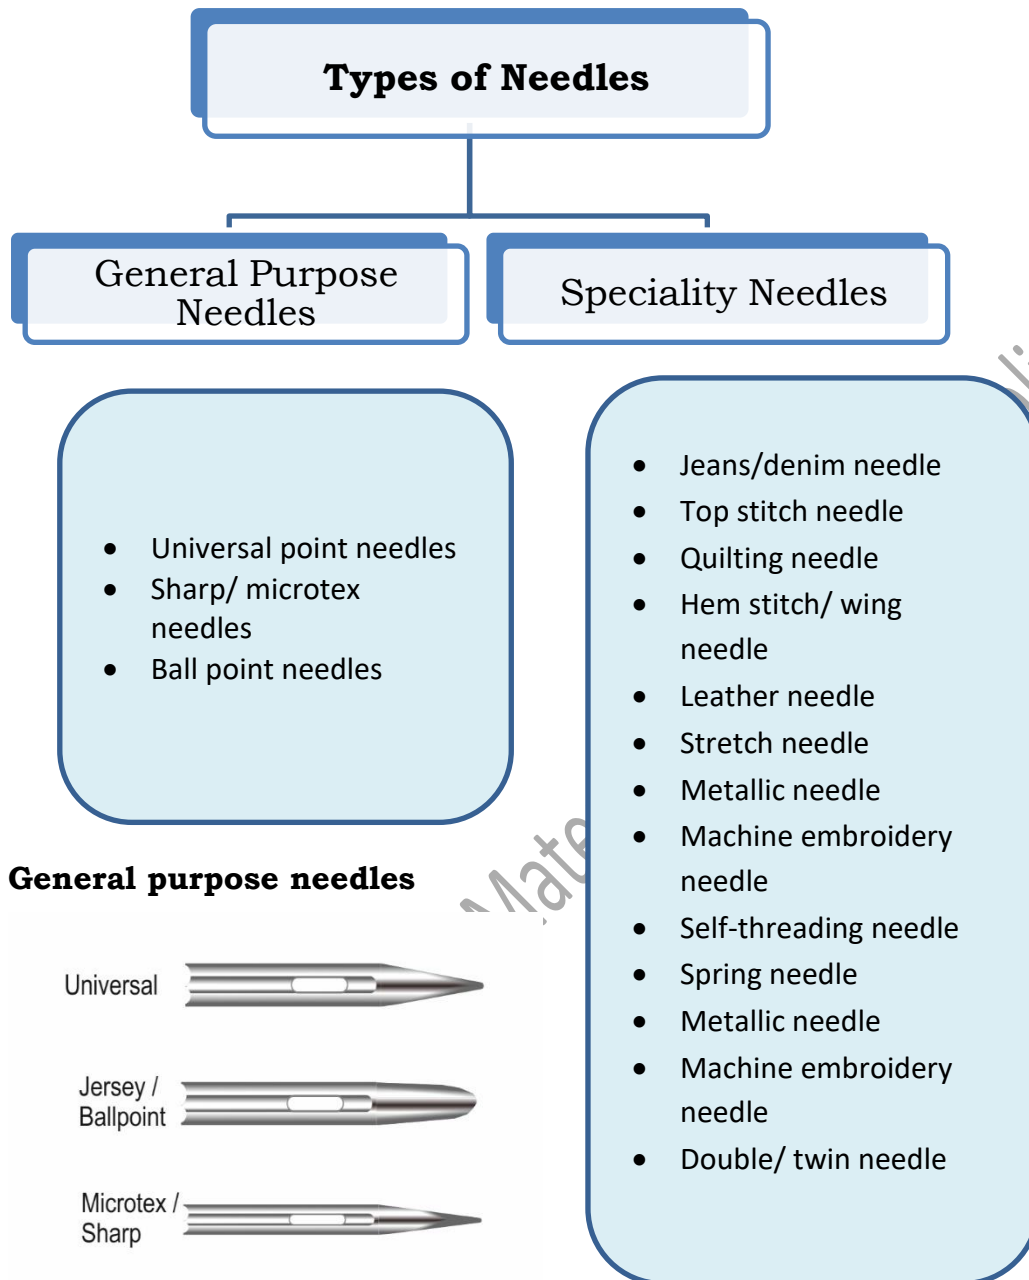 Types of Needles
General Purpose
Needles
Speciality Needles
• Universal point needles
• Sharp/ microtex
needles
• Ball point needles
• Jeans/denim needle
• Top stitch needle
• Quilting needle
• Hem stitch/ wing
needle
• Leather needle
• Stretch needle
• Metallic needle
• Machine embroidery
needle
• Self-threading needle
• Spring needle
• Metallic needle
• Machine embroidery
needle
• Double/ twin needle
General purpose needles
Universal
Jersey /
Ballpoint
Microtex /
Sharp